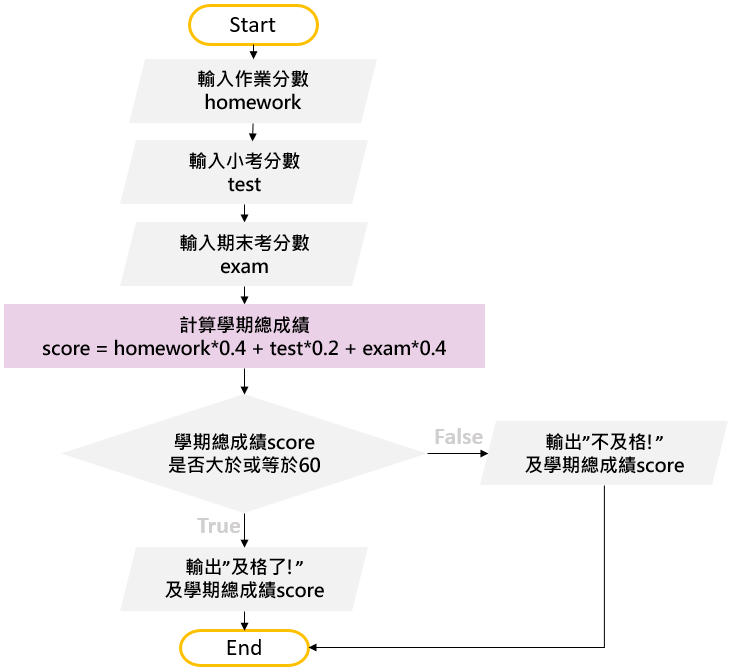 Start
輸入作業分數
homework
輸入小考分數
test
輸入期末考分數
exam
計算學期總成績
score = homework*0.4 + test*0.2 + exam*0.4
學期總成績score
是否大於或等於60
False
輸出”不及格!”
及學期總成績score
True
輸出”及格了!”
及學期總成績score
End